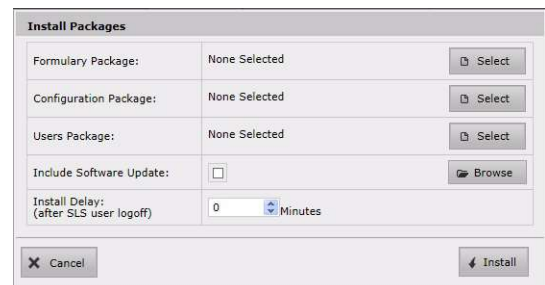 Install Packages
Formulary Package: None Selected Select
Configuration Package: None Selected Select
Users Package: None Selected Select
Include Software Update: Browse
Install Delay:
(after SLS user logoff) 0 Minutes
Cancel Install